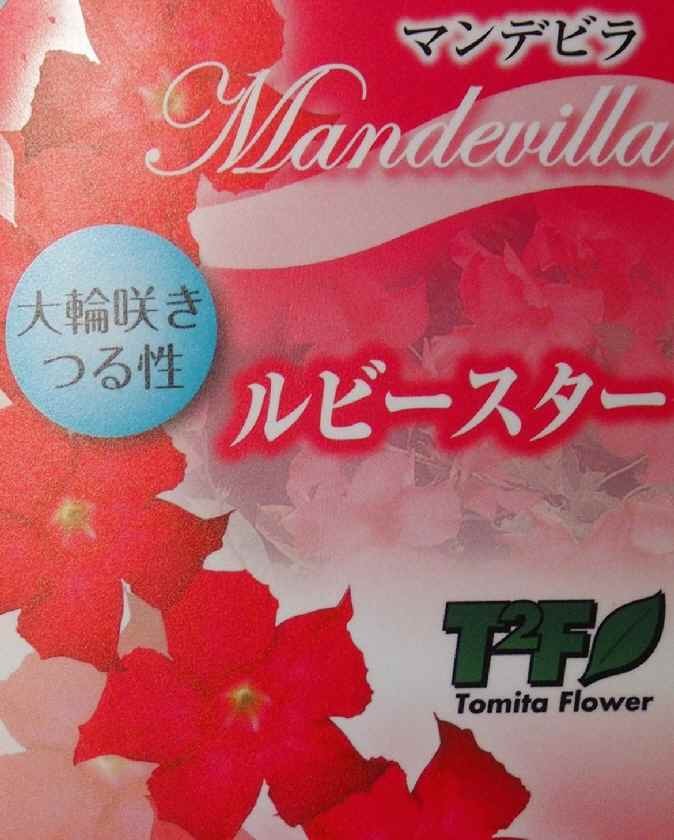 マンデビラ
Mandevilla
大輪咲き
つる性
ルビースター
T2F
Tomita Flower